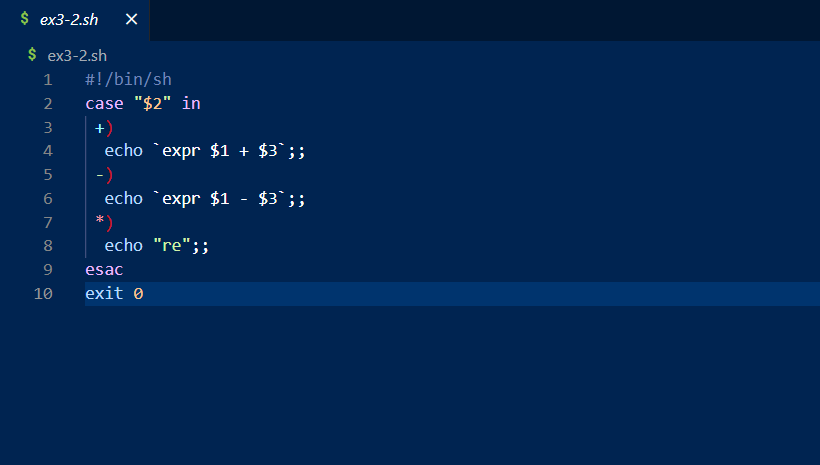 $ ex3-2.sh ×
$ ex3-2.sh
1 #!/bin/sh
2 case "$2" in
3 +)
4 echo `expr $1 + $3`;;
5 -)
6 echo `expr $1 - $3`;;
7 *)
8 echo "re";;
9 esac
10 exit 0